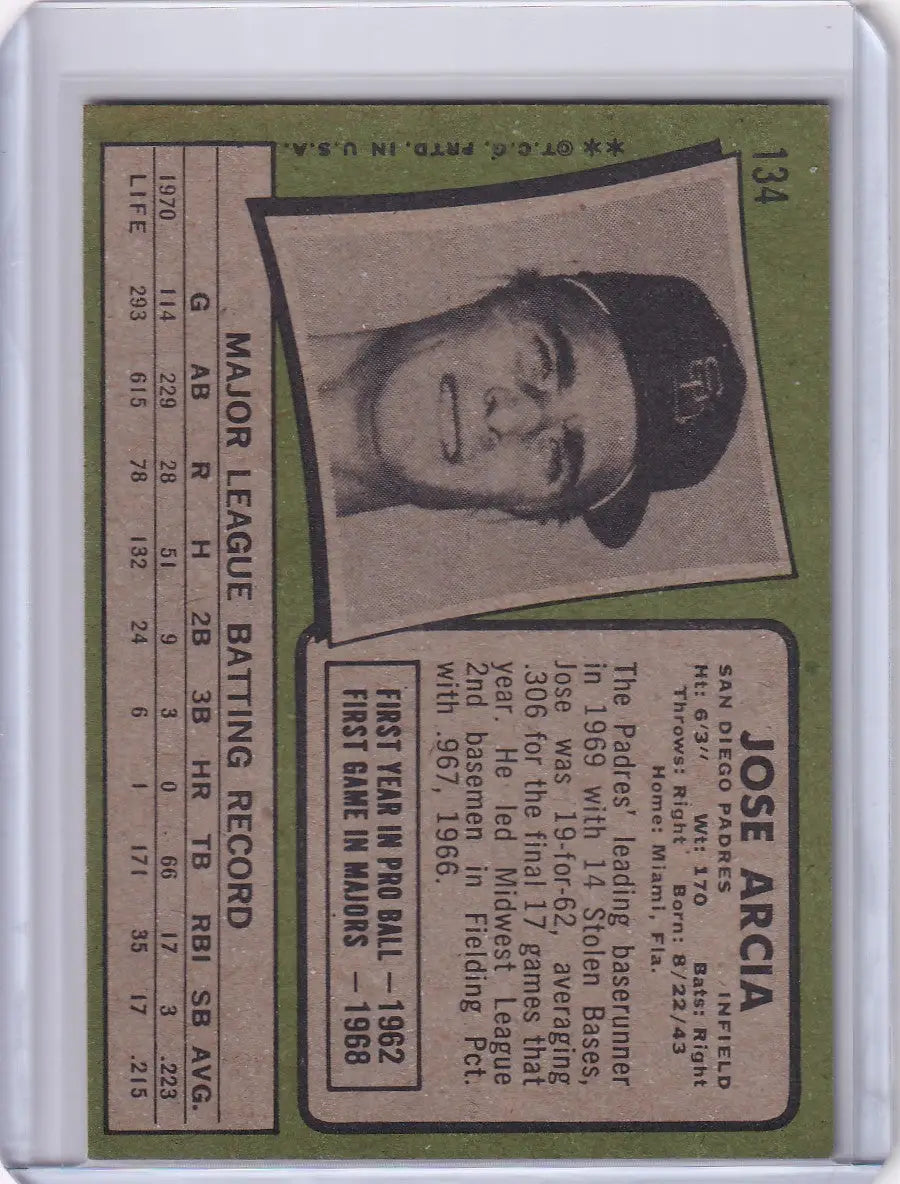 134
**©T.C.G. PRTD. IN U.S.A.
JOSE ARCIA
SAN DIEGO PADRES INFIELD
Ht: 6'3" Wt: 170 Bats: Right
Throws: Right Born: 8/22/43
Home: Miami, Fla.
The Padres' leading baserunner
in 1969 with 14 Stolen Bases,
Jose was 19-for-62, averaging
.306 for the final 17 games that
year. He led Midwest League
2nd basemen in Fielding Pct.
with .967, 1966.
FIRST YEAR IN PRO BALL — 1962
FIRST GAME IN MAJORS — 1968
MAJOR LEAGUE BATTING RECORD
G AB R H 2B 3B HR TB RBI SB AVG.
1970 114 229 28 51 9 3 0 66 17 3 .223
LIFE 293 615 78 132 24 6 1 171 35 17 .215